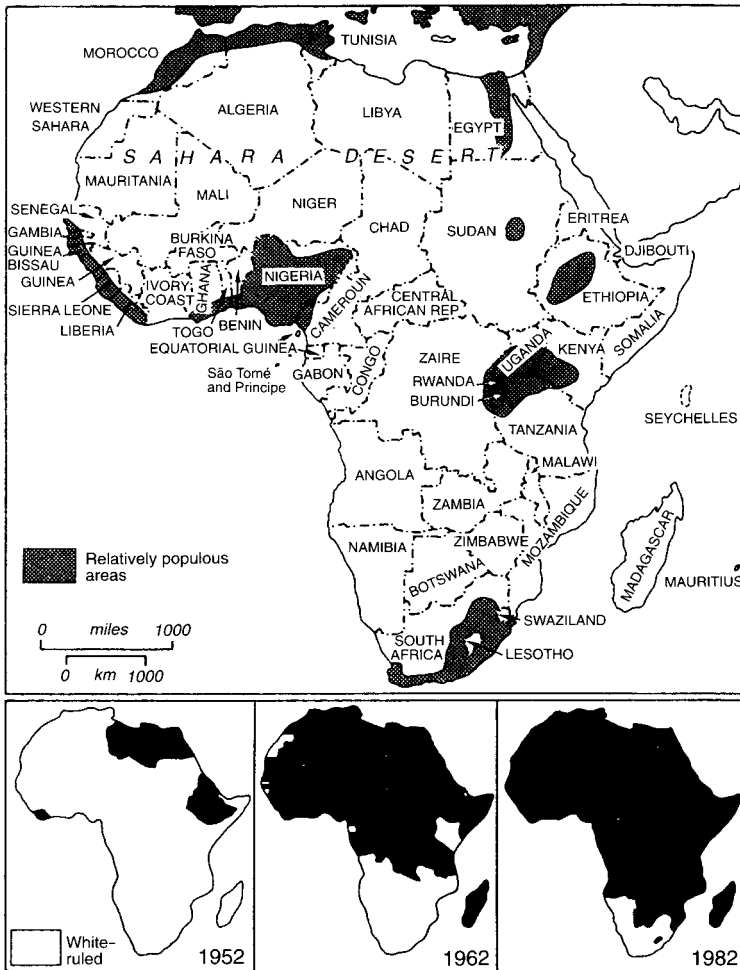 TUNISIA
MOROCCO
WESTERN
SAHARA
ALGERIA
LIBYA
EGYPT
SAHARA DESERT
MAURITANIA
MALI
NIGER
CHAD
SUDAN
ERITREA
DJIBOUTI
SENEGAL
GAMBIA
GUINEA
BISSAU
GUINEA
SIERRA LEONE
LIBERIA
BURKINA
FASO
IVORY
COAST
GHANA
TOGO
BENIN
NIGERIA
CAMEROUN
CENTRAL
AFRICAN REP.
ETHIOPIA
SOMALIA
EQUATORIAL GUINEA
São Tomé
and Principe
GABON
CONGO
ZAIRE
UGANDA
KENYA
RWANDA
BURUNDI
TANZANIA
SEYCHELLES
ANGOLA
MALAWI
ZAMBIA
MOZAMBIQUE
NAMIBIA
ZIMBABWE
BOTSWANA
MADAGASCAR
MAURITIUS
SWAZILAND
SOUTH
AFRICA
LESOTHO
Relatively populous
areas
0 miles 1000
0 km 1000
White-
ruled
1952
1962
1982